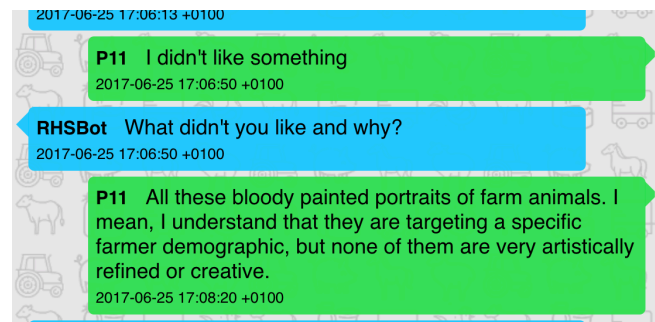 2017-06-25 17:06:13 +0100
P11 I didn't like something
2017-06-25 17:06:50 +0100
RHSBot What didn't you like and why?
2017-06-25 17:06:50 +0100
P11 All these bloody painted portraits of farm animals. I
mean, I understand that they are targeting a specific
farmer demographic, but none of them are very artistically
refined or creative.
2017-06-25 17:08:20 +0100